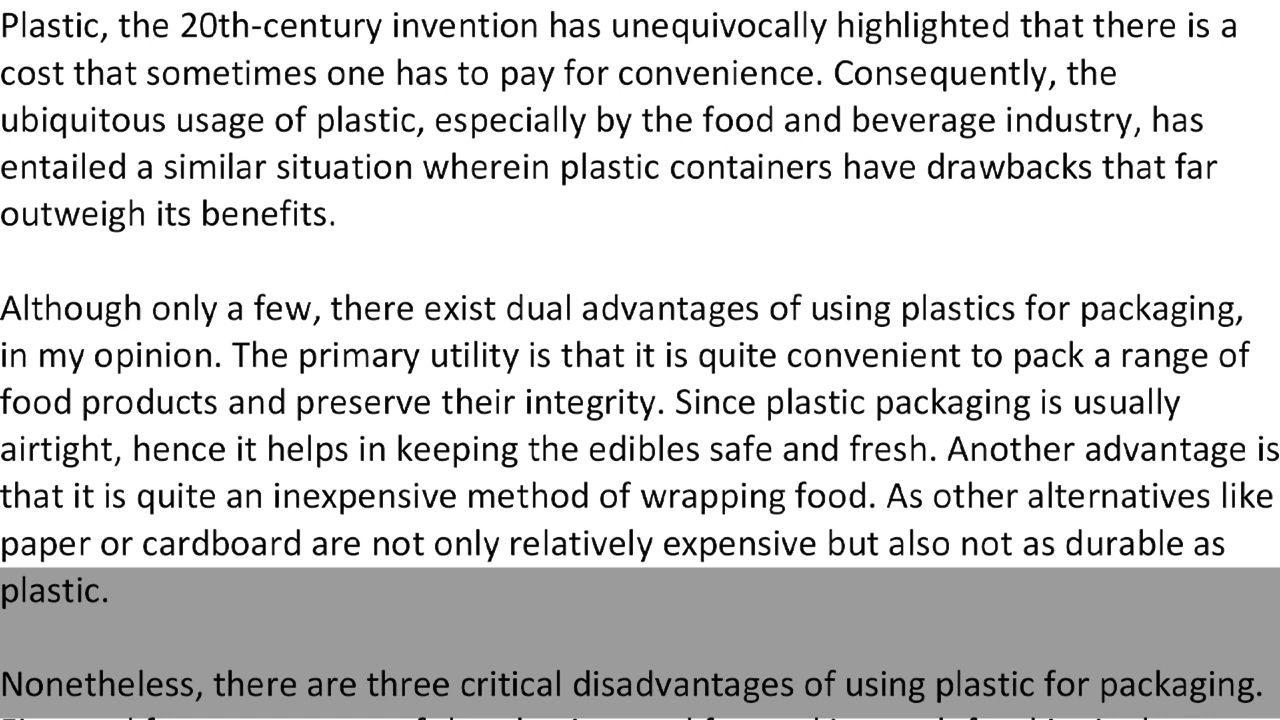 Plastic, the 20th-century invention has unequivocally highlighted that there is a
cost that sometimes one has to pay for convenience. Consequently, the
ubiquitous usage of plastic, especially by the food and beverage industry, has
entailed a similar situation wherein plastic containers have drawbacks that far
outweigh its benefits.
Although only a few, there exist dual advantages of using plastics for packaging,
in my opinion. The primary utility is that it is quite convenient to pack a range of
food products and preserve their integrity. Since plastic packaging is usually
airtight, hence it helps in keeping the edibles safe and fresh. Another advantage is
that it is quite an inexpensive method of wrapping food. As other alternatives like
paper or cardboard are not only relatively expensive but also not as durable as
plastic.
Nonetheless, there are three critical disadvantages of using plastic for packaging.